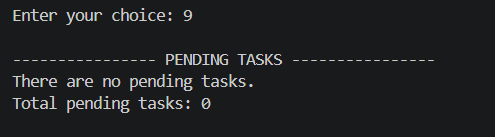 Enter your choice: 9
---------------- PENDING TASKS ----------------
There are no pending tasks.
Total pending tasks: 0